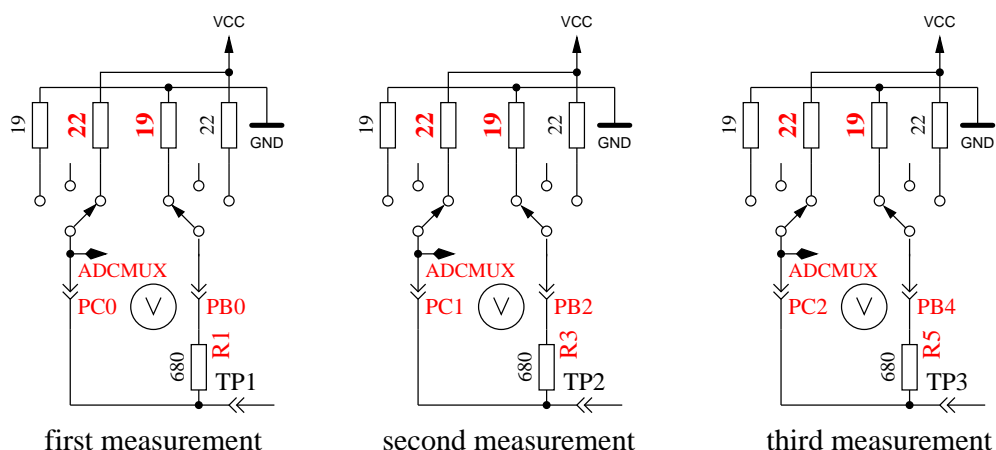 VCC
19
22
19
22
GND
ADCMUX
PC0
V
PB0
R1
680
TP1
first measurement
VCC
19
22
19
22
GND
ADCMUX
PC1
V
PB2
R3
680
TP2
second measurement
VCC
19
22
19
22
GND
ADCMUX
PC2
V
PB4
R5
680
TP3
third measurement